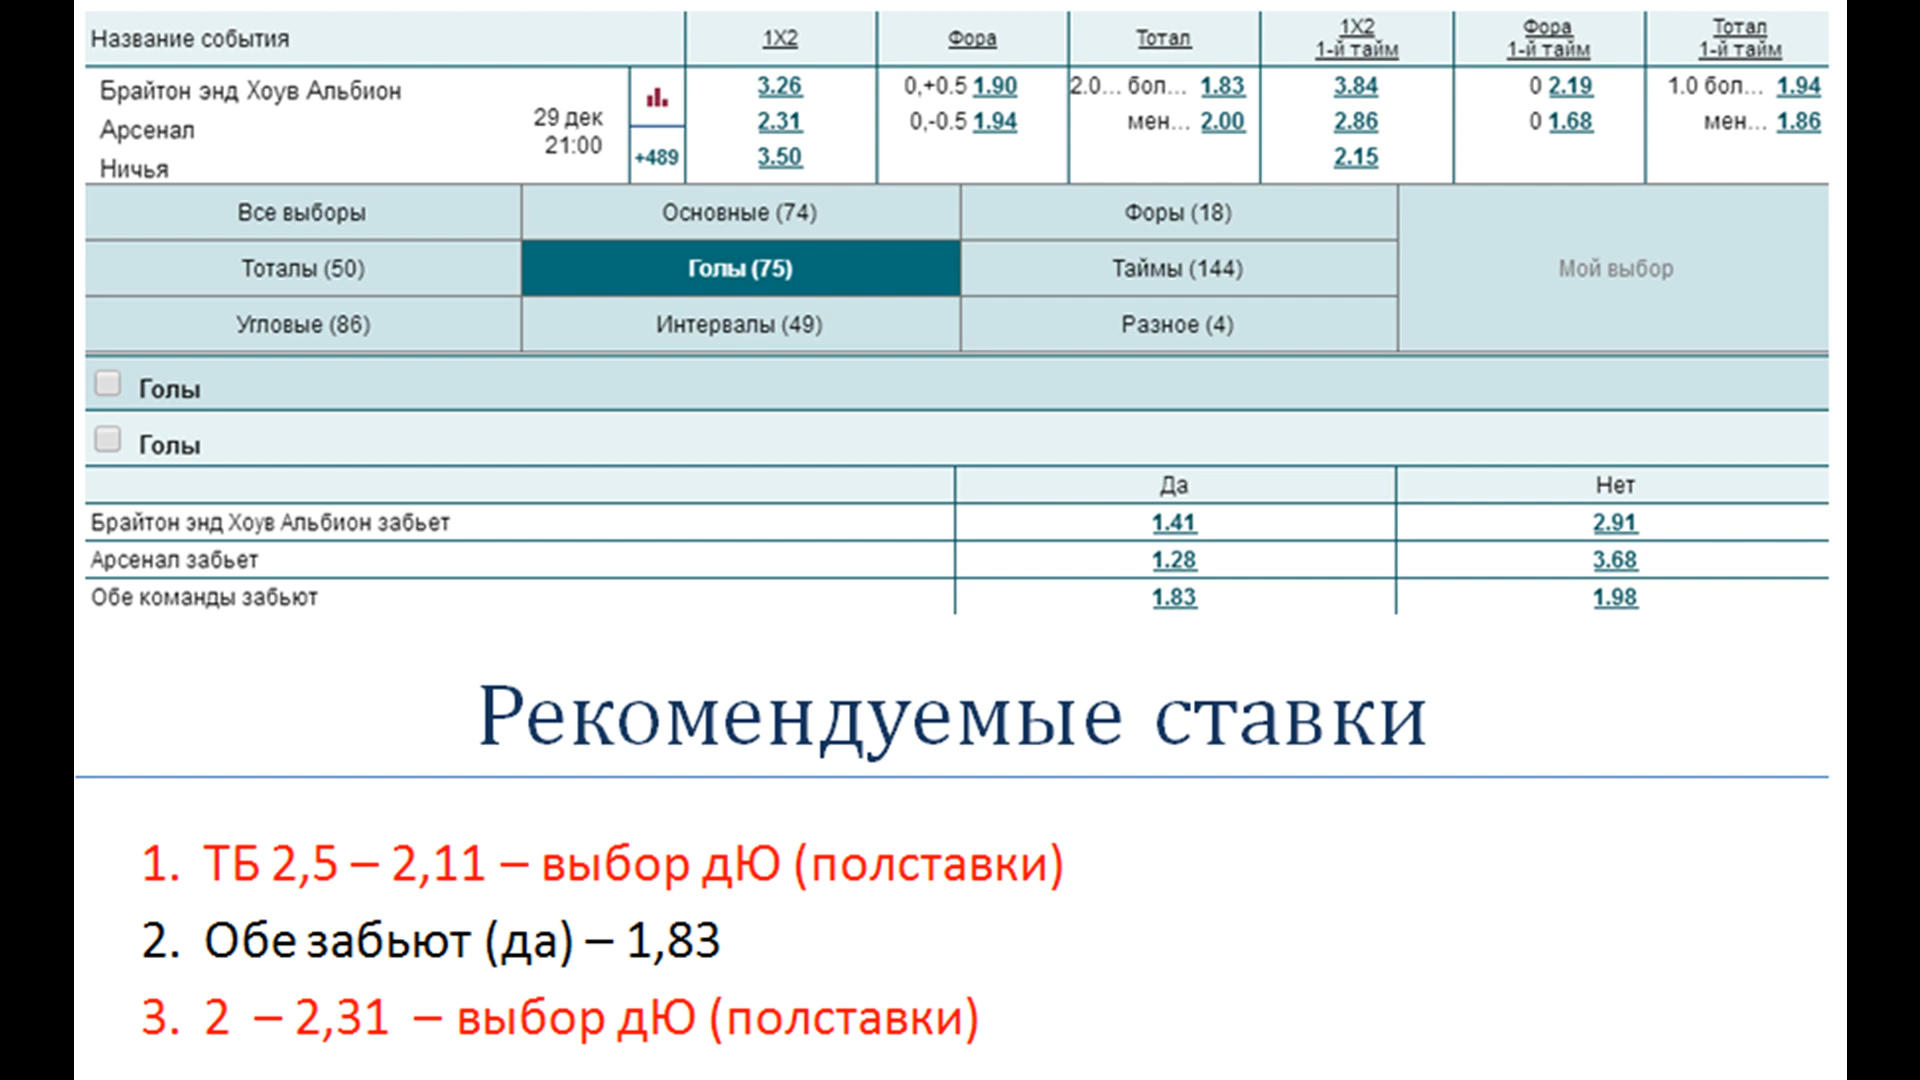 Название события 1X2 Фора Тотал 1X2 1-й тайм Фора 1-й тайм Тотал 1-й тайм
Брайтон энд Хоув Альбион 3.26 0,+0.5 1.90 2.0... бол... 1.83 3.84 0 2.19 1.0 бол... 1.94
Арсенал 29 дек 21:00 +489 2.31 0,-0.5 1.94 мен... 2.00 2.86 0 1.68 мен... 1.86
Ничья 3.50 2.15
Все выборы Основные (74) Форы (18)
Тоталы (50) Голы (75) Таймы (144) Мой выбор
Угловые (86) Интервалы (49) Разное (4)
Голы
Голы
Да Нет
Брайтон энд Хоув Альбион забьет 1.41 2.91
Арсенал забьет 1.28 3.68
Обе команды забьют 1.83 1.98
Рекомендуемые ставки
1. ТБ 2,5 – 2,11 – выбор дЮ (полставки)
2. Обе забьют (да) – 1,83
3. 2 – 2,31 – выбор дЮ (полставки)